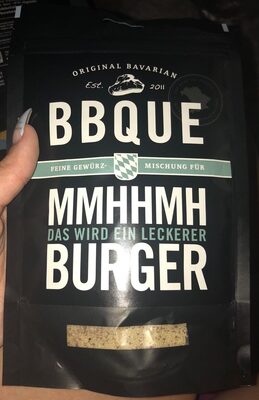 ORIGINAL BAVARIAN
Est. 2011
BBQUE
FEINE GEWÜRZ- MISCHUNG FÜR
MMHHMH
DAS WIRD EIN LECKERER
BURGER